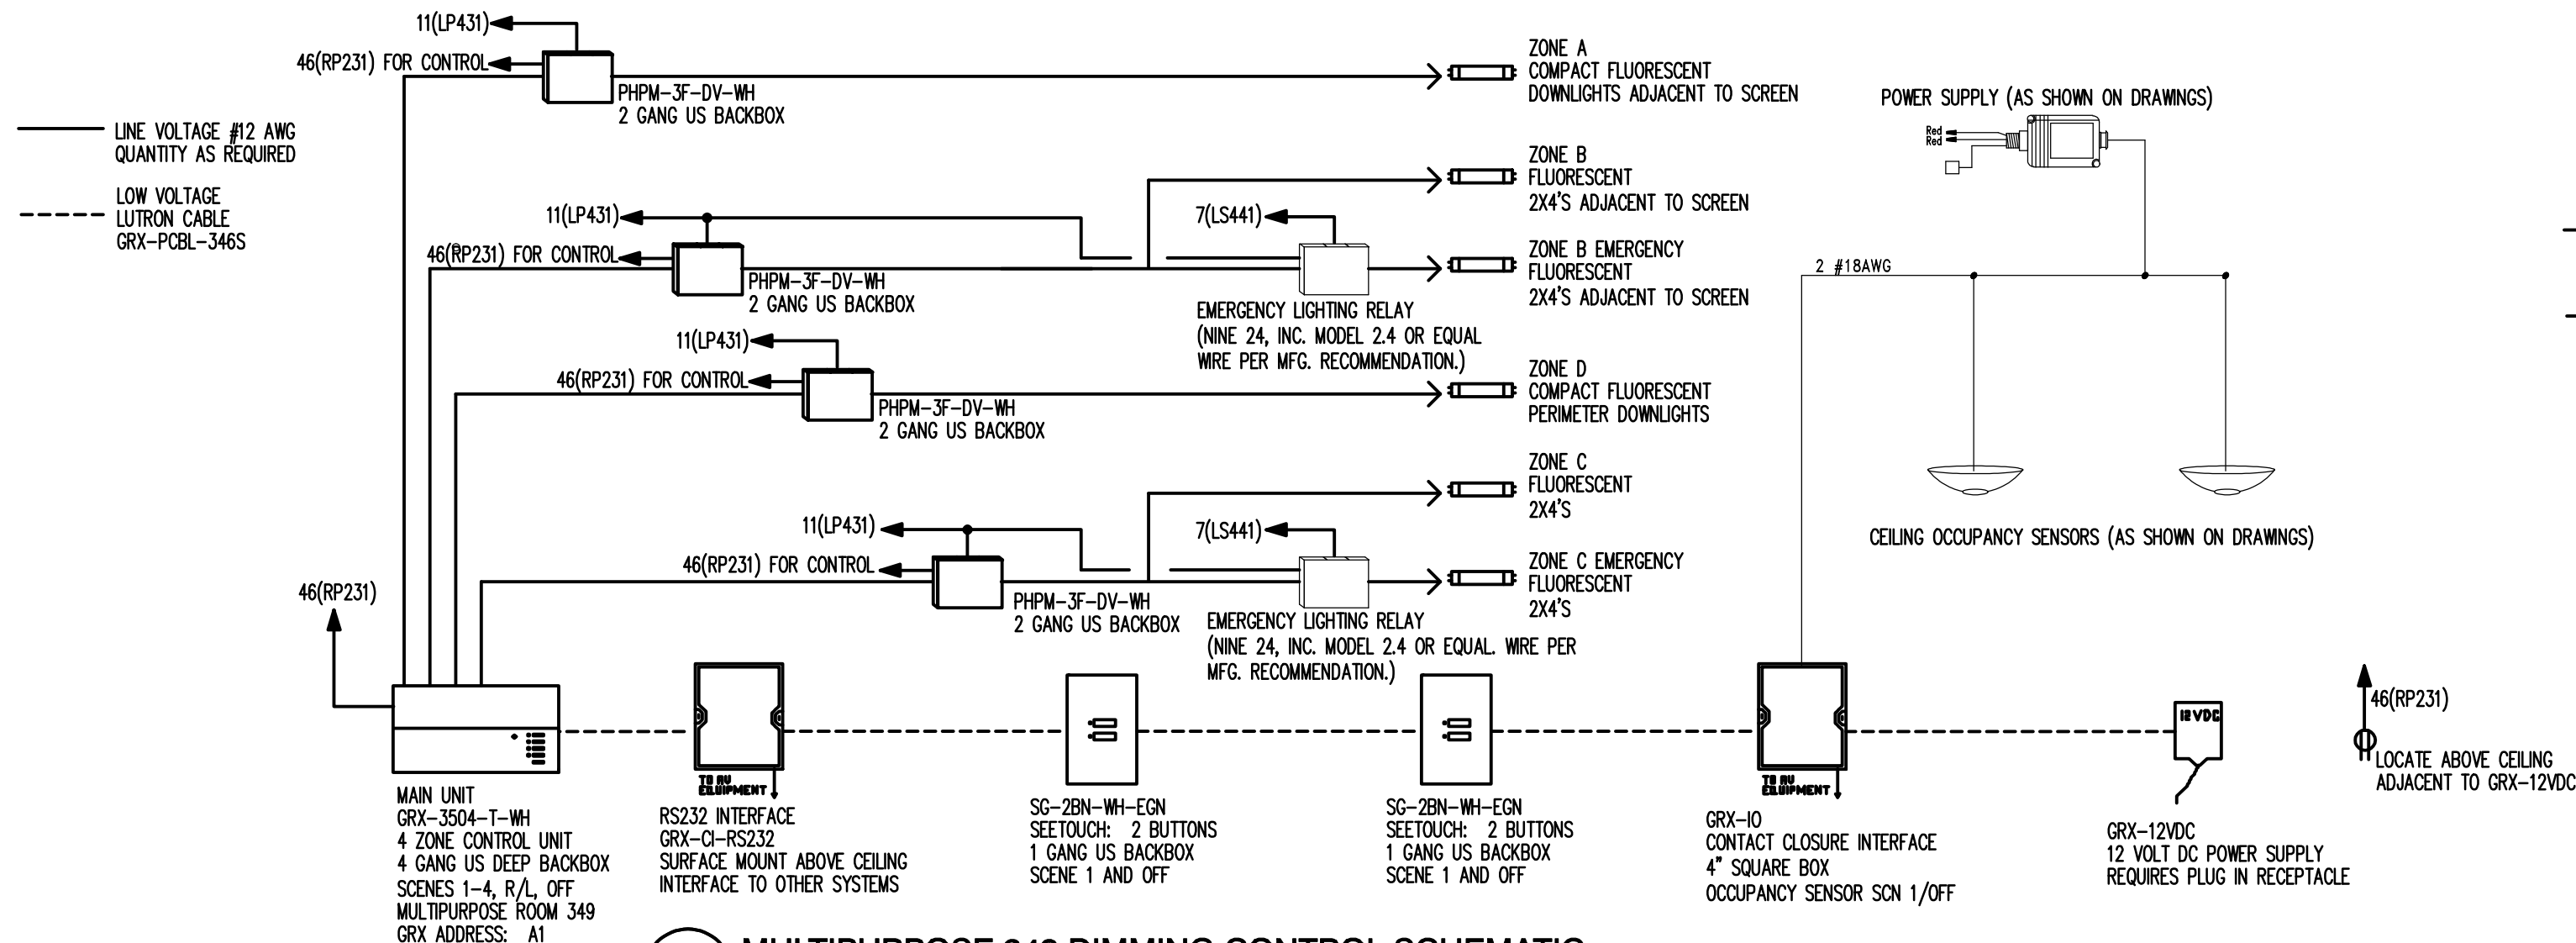 11(LP431)
46(RP231) FOR CONTROL
PHPM-3F-DV-WH
2 GANG US BACKBOX
ZONE A
COMPACT FLUORESCENT
DOWNLIGHTS ADJACENT TO SCREEN
LINE VOLTAGE #12 AWG
QUANTITY AS REQUIRED
LOW VOLTAGE
LUTRON CABLE
GRX-PCBL-346S
POWER SUPPLY (AS SHOWN ON DRAWINGS)
Red
Red
ZONE B
FLUORESCENT
2X4'S ADJACENT TO SCREEN
11(LP431)
46(RP231) FOR CONTROL
PHPM-3F-DV-WH
2 GANG US BACKBOX
7(LS441)
ZONE B EMERGENCY
FLUORESCENT
2X4'S ADJACENT TO SCREEN
EMERGENCY LIGHTING RELAY
(NINE 24, INC. MODEL 2.4 OR EQUAL
WIRE PER MFG. RECOMMENDATION.)
2 #18AWG
11(LP431)
46(RP231) FOR CONTROL
PHPM-3F-DV-WH
2 GANG US BACKBOX
ZONE D
COMPACT FLUORESCENT
PERIMETER DOWNLIGHTS
ZONE C
FLUORESCENT
2X4'S
11(LP431)
46(RP231) FOR CONTROL
PHPM-3F-DV-WH
2 GANG US BACKBOX
7(LS441)
ZONE C EMERGENCY
FLUORESCENT
2X4'S
EMERGENCY LIGHTING RELAY
(NINE 24, INC. MODEL 2.4 OR EQUAL. WIRE PER
MFG. RECOMMENDATION.)
CEILING OCCUPANCY SENSORS (AS SHOWN ON DRAWINGS)
46(RP231)
MAIN UNIT
GRX-3504-T-WH
4 ZONE CONTROL UNIT
4 GANG US DEEP BACKBOX
SCENES 1-4, R/L, OFF
MULTIPURPOSE ROOM 349
GRX ADDRESS: A1
TO AV
EQUIPMENT
RS232 INTERFACE
GRX-CI-RS232
SURFACE MOUNT ABOVE CEILING
INTERFACE TO OTHER SYSTEMS
SG-2BN-WH-EGN
SEETOUCH: 2 BUTTONS
1 GANG US BACKBOX
SCENE 1 AND OFF
SG-2BN-WH-EGN
SEETOUCH: 2 BUTTONS
1 GANG US BACKBOX
SCENE 1 AND OFF
TO AV
EQUIPMENT
GRX-IO
CONTACT CLOSURE INTERFACE
4" SQUARE BOX
OCCUPANCY SENSOR SCN 1/OFF
12VDC
GRX-12VDC
12 VOLT DC POWER SUPPLY
REQUIRES PLUG IN RECEPTACLE
46(RP231)
LOCATE ABOVE CEILING
ADJACENT TO GRX-12VDC
MULTIPURPOSE 349 DIMMING CONTROL SCHEMATIC